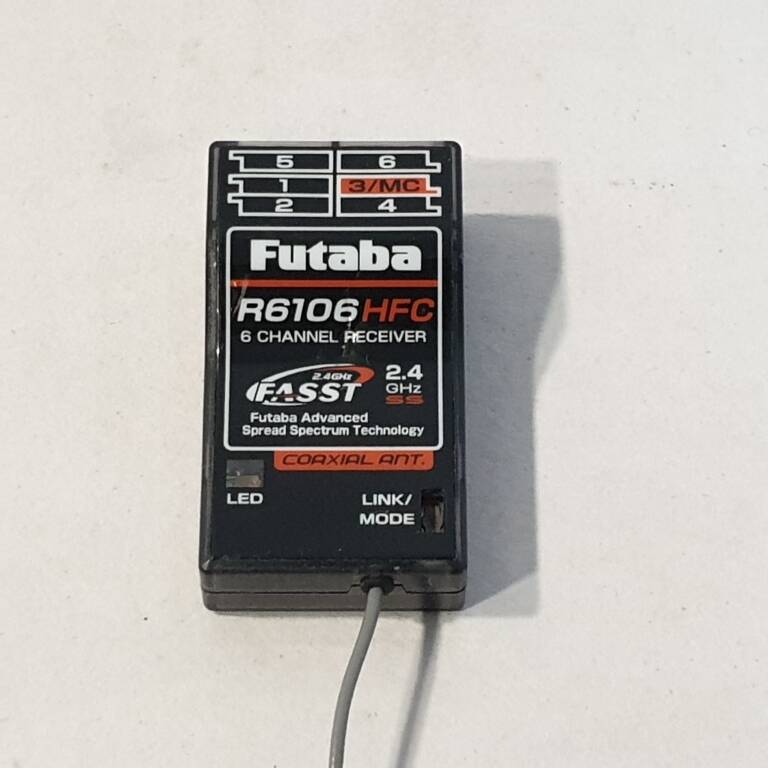 5 6
1 3/MC
2 4
Futaba
R6106HFC
6 CHANNEL RECEIVER
2.4GHz
FASST
2.4
GHz
SS
Futaba Advanced
Spread Spectrum Technology
COAXIAL ANT.
LED
LINK/
MODE